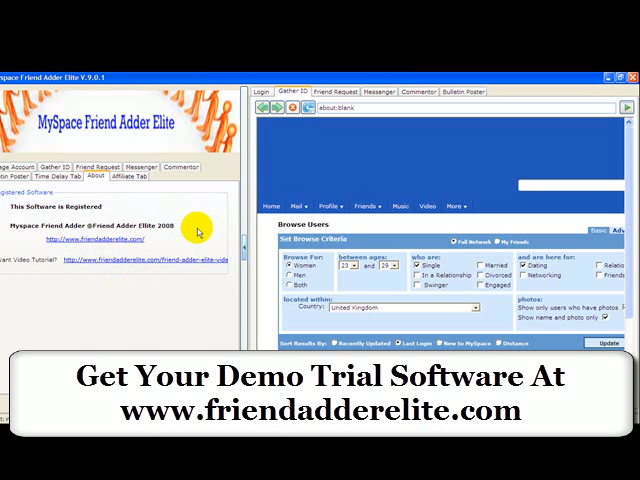 yspace Friend Adder Elite V.9.0.1
MySpace Friend Adder Elite
age Account Gather ID Friend Request Messenger Commentor
etin Poster Time Delay Tab About Affiliate Tab
egistered Software
This Software is Registered
Myspace Friend Adder @Friend Adder Ellite 2008
http://www.friendadderelite.com/
Want Video Tutorial? http://www.friendadderelite.com/friend-adder-elite-vide
Login Gather ID Friend Request Messenger Commentor Bulletin Poster
about:blank
Home Mail Profile Friends Music Video More
Browse Users
Basic Adv
Set Browse Criteria Full Network My Friends
Browse For: between ages: who are: and are here for:
Women 23 and 29 Single Married Dating Relatio
Men In a Relationship Divorced Networking Friends
Both Swinger Engaged
located within: photos:
Country: United Kingdom Show only users who have photos
Show name and photo only
Sort Results By: Recently Updated Last Login New to MySpace Distance Update
Get Your Demo Trial Software At
www.friendadderelite.com